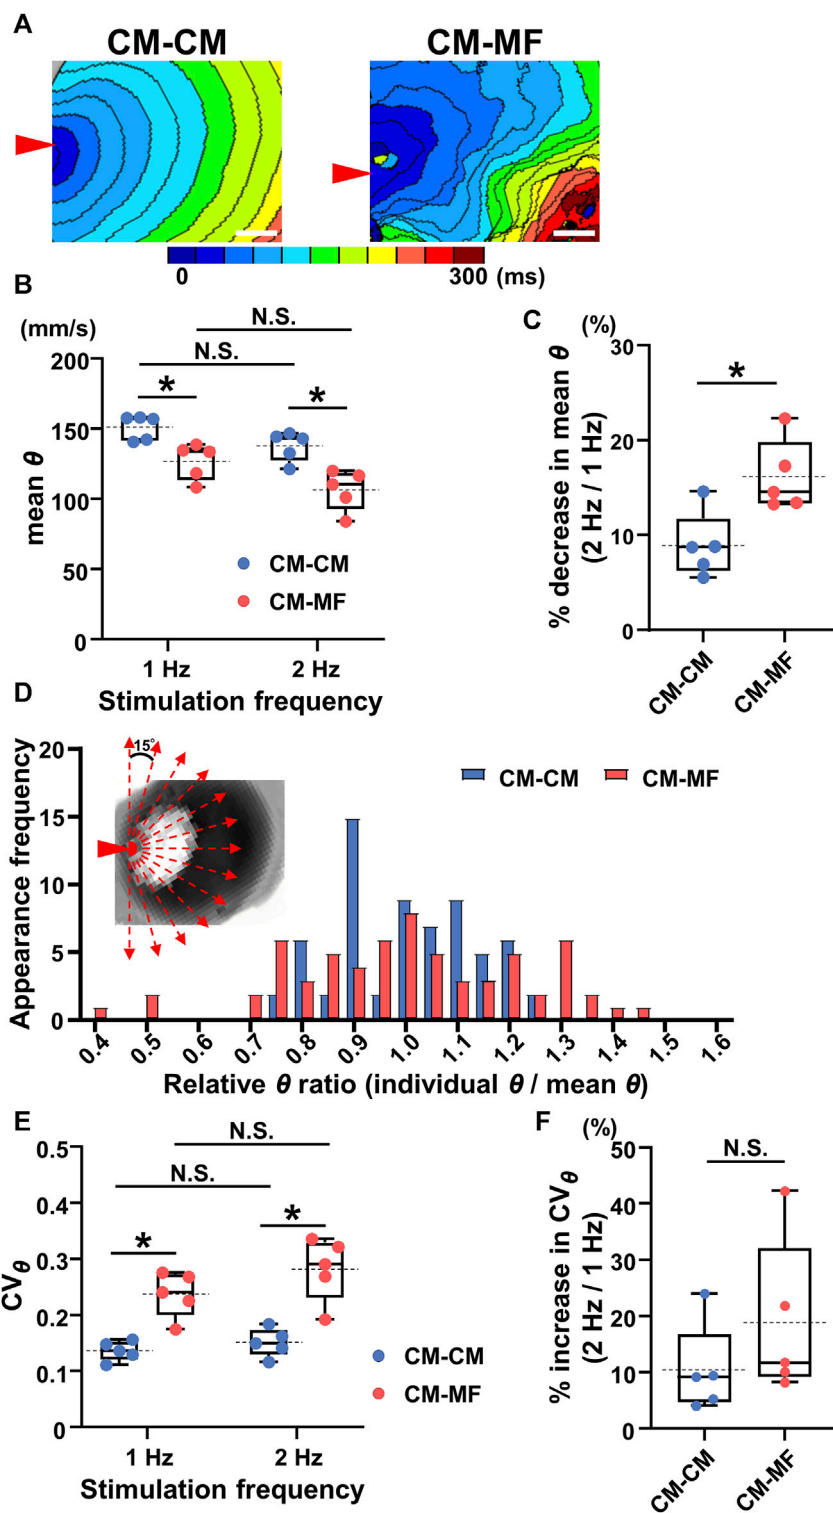 A
CM-CM
CM-MF
0
300 (ms)
B
(mm/s)
N.S.
N.S.
200
*
*
150
100
50
0
mean θ
CM-CM
CM-MF
1 Hz
2 Hz
Stimulation frequency
C
(%)
30
*
20
10
0
% decrease in mean θ
(2 Hz / 1 Hz)
CM-CM
CM-MF
D
20
15
10
5
0
Appearance frequency
15°
CM-CM
CM-MF
0.4
0.5
0.6
0.7
0.8
0.9
1.0
1.1
1.2
1.3
1.4
1.5
1.6
Relative θ ratio (individual θ / mean θ)
E
N.S.
N.S.
0.5
0.4
*
*
0.3
0.2
0.1
0
CVθ
CM-CM
CM-MF
1 Hz
2 Hz
Stimulation frequency
F
(%)
N.S.
50
40
30
20
10
0
% increase in CVθ
(2 Hz / 1 Hz)
CM-CM
CM-MF